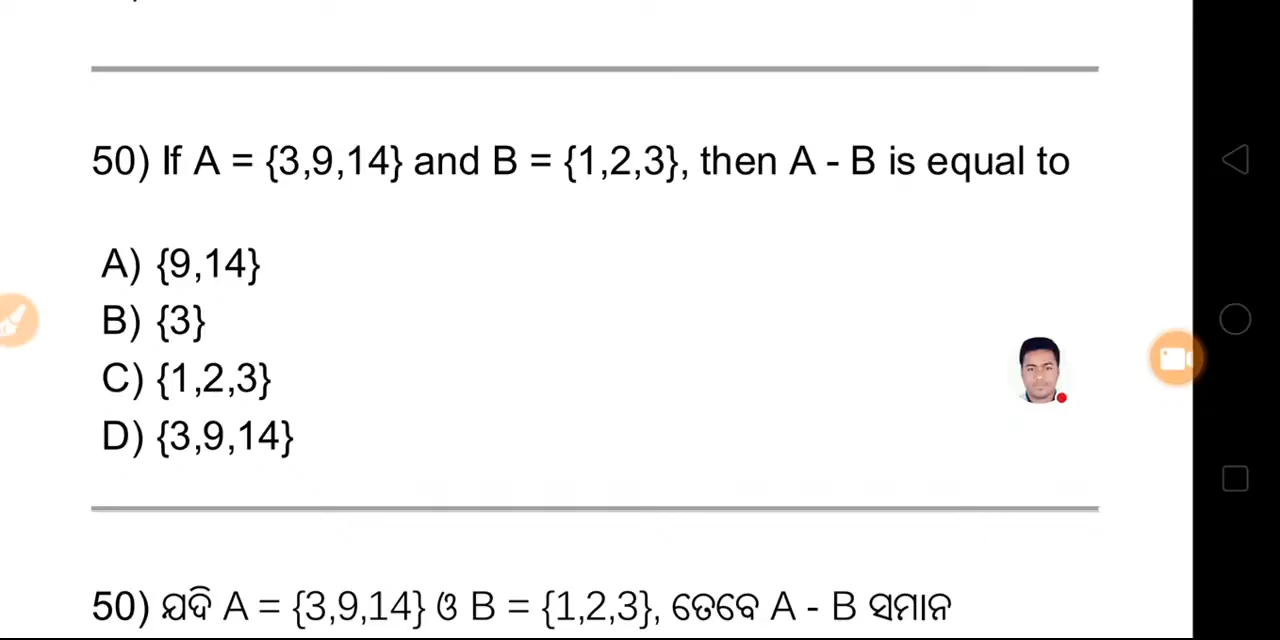 50) If A = {3,9,14} and B = {1,2,3}, then A - B is equal to
A) {9,14}
B) {3}
C) {1,2,3}
D) {3,9,14}
50) ଯଦି A = {3,9,14} ଓ B = {1,2,3}, ତେବେ A - B ସମାନ